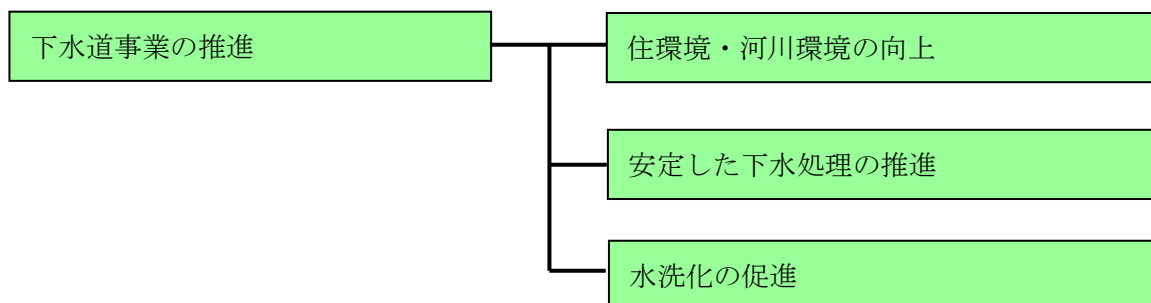 下水道事業の推進
住環境・河川環境の向上
安定した下水処理の推進
水洗化の促進